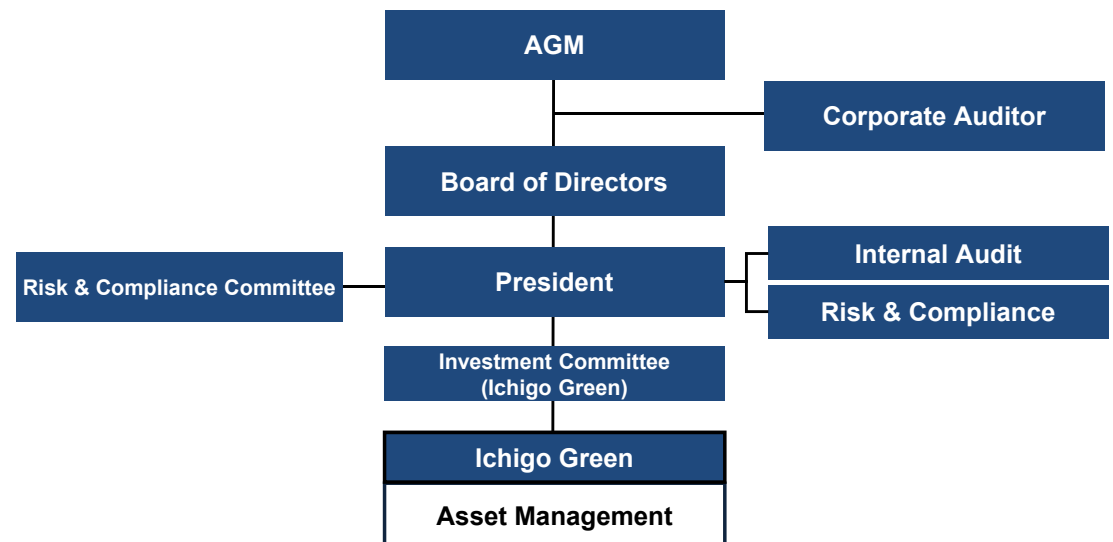 AGM
Corporate Auditor
Board of Directors
Internal Audit
Risk & Compliance Committee
President
Risk & Compliance
Investment Committee
(Ichigo Green)
Ichigo Green
Asset Management